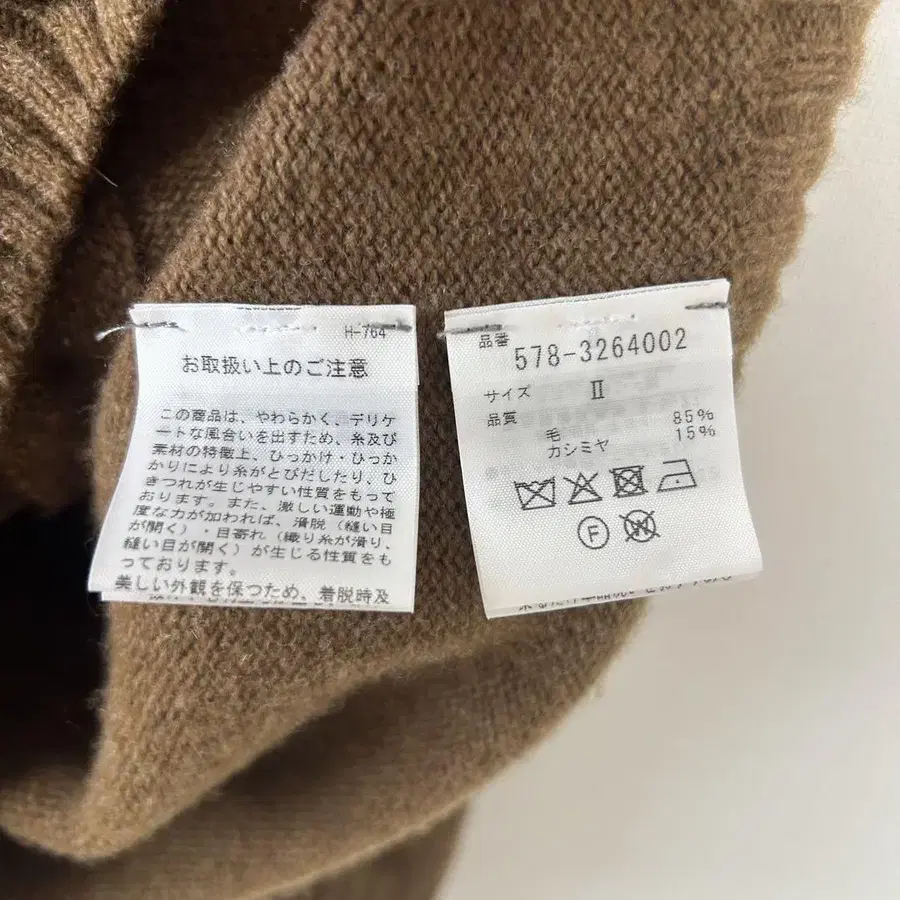 H-764
お取扱い上のご注意
この商品は、やわらかく、デリケ
ートな風合いを出すため、糸及び
素材の特徴上、ひっかけ・ひっか
かりにより糸がとびだしたり、ひ
きつれが生じやすい性質をもって
おります。また、激しい運動や極
度な力が加われば、滑脱（縫い目
が開く）・目寄れ（織り糸が滑り、
縫い目が開く）が生じる性質をも
っております。
美しい外観を保つため、着脱時及
品番
578-3264002
サイズ Ⅱ
品質
毛 85%
カシミヤ 15%
F
W